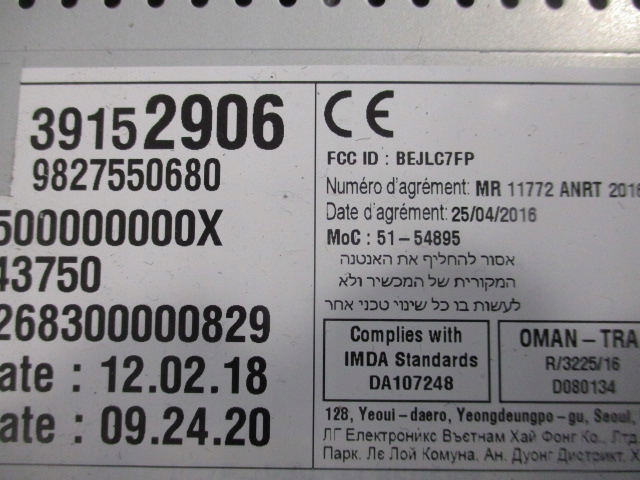 39152906
9827550680
500000000X
43750
268300000829
ate : 12.02.18
ate : 09.24.20
CE
FCC ID : BEJLC7FP
Numéro d'agrément: MR 11772 ANRT 2016
Date d'agrément: 25/04/2016
MoC : 51-54895
אסור להחליף את האנטנה
המקורית של המכשיר ולא
לעשות בו כל שינוי טכני אחר
Complies with
IMDA Standards
DA107248
OMAN - TRA
R/3225/16
D080134
128, Yeoui-daero, Yeongdeungpo-gu, Seoul,
ЛГ Електронікс Въєтнам Хай Фонг Ко., Лтд.
Парк. Лє Лой Комуна. Ан. Дуонг Дистрикт. Х